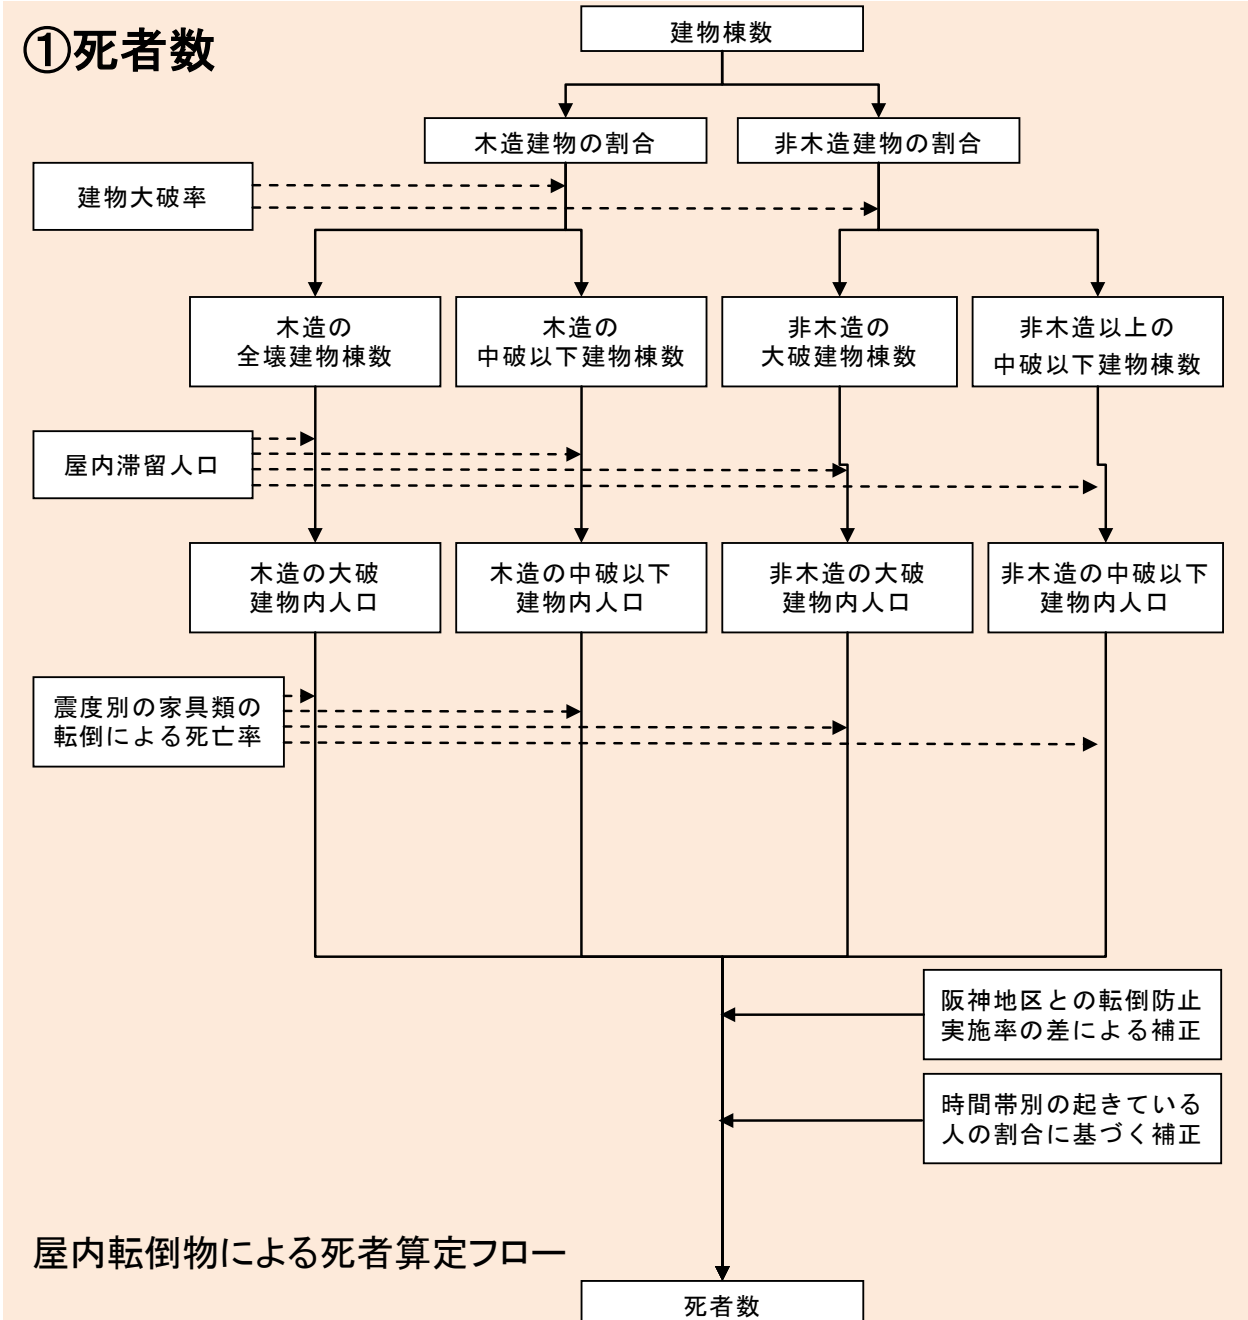 ①死者数
建物棟数
木造建物の割合
非木造建物の割合
建物大破率
木造の
全壊建物棟数
木造の
中破以下建物棟数
非木造の
大破建物棟数
非木造以上の
中破以下建物棟数
屋内滞留人口
木造の大破
建物内人口
木造の中破以下
建物内人口
非木造の大破
建物内人口
非木造の中破以下
建物内人口
震度別の家具類の
転倒による死亡率
阪神地区との転倒防止
実施率の差による補正
時間帯別の起きている
人の割合に基づく補正
屋内転倒物による死者算定フロー
死者数